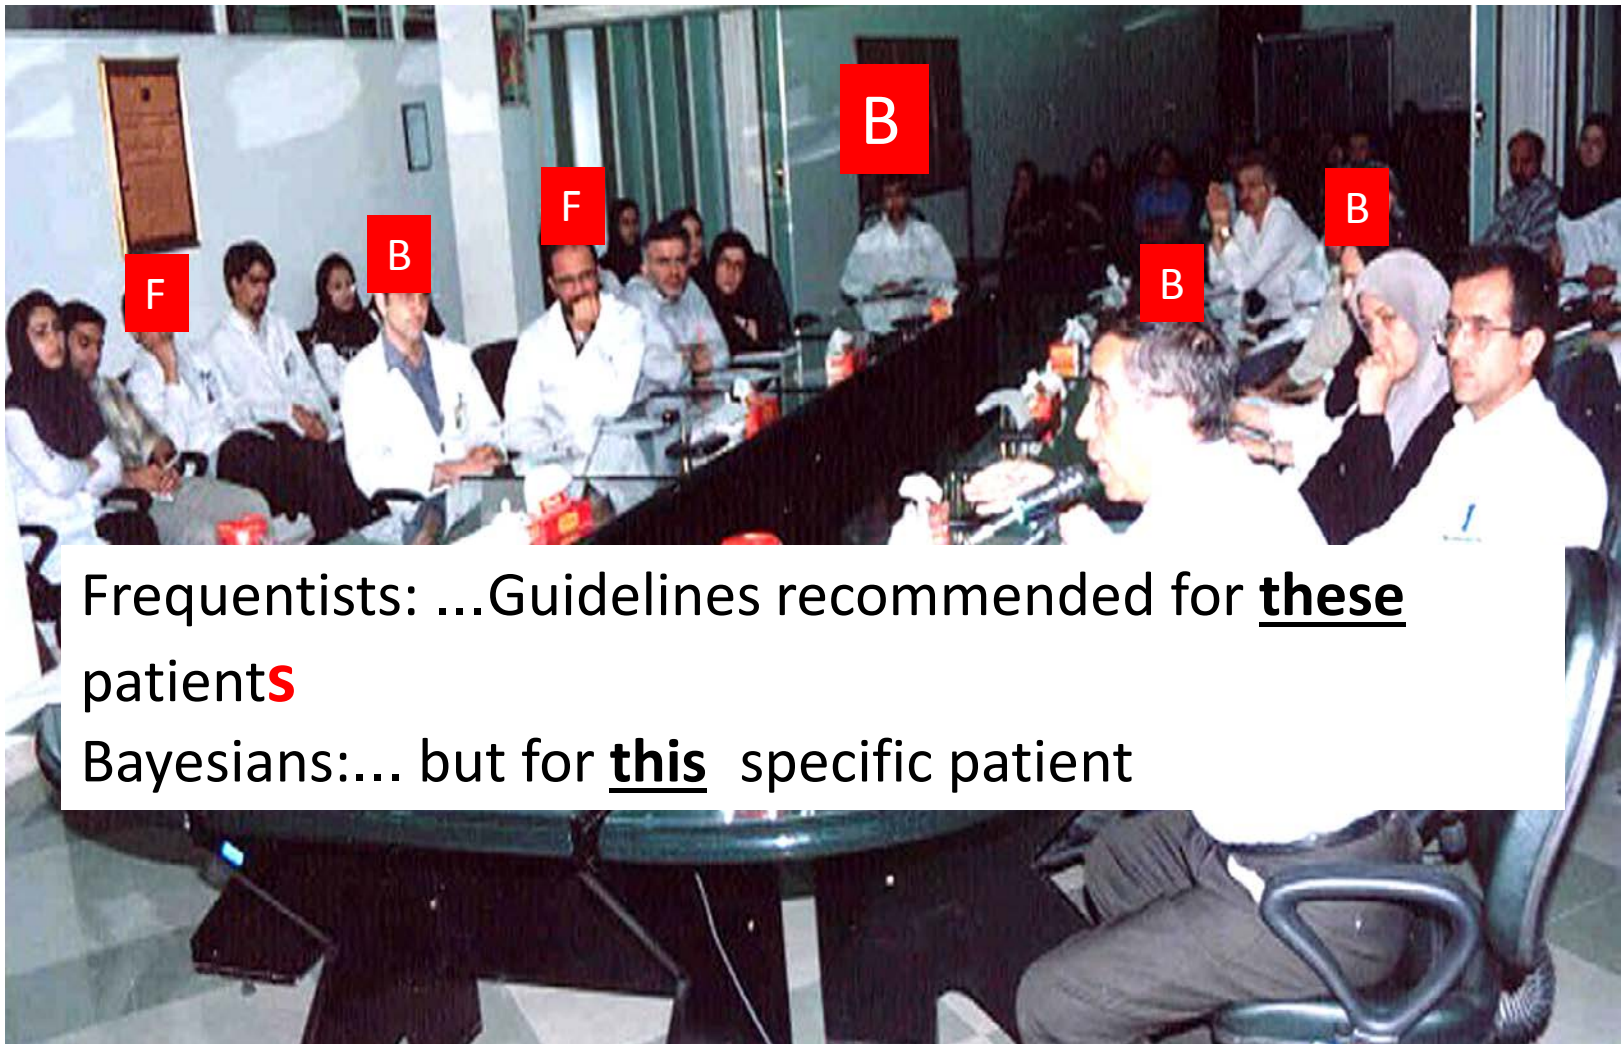 B
F
B
B
F
B
Frequentists: ...Guidelines recommended for these
patients
Bayesians:... but for this specific patient